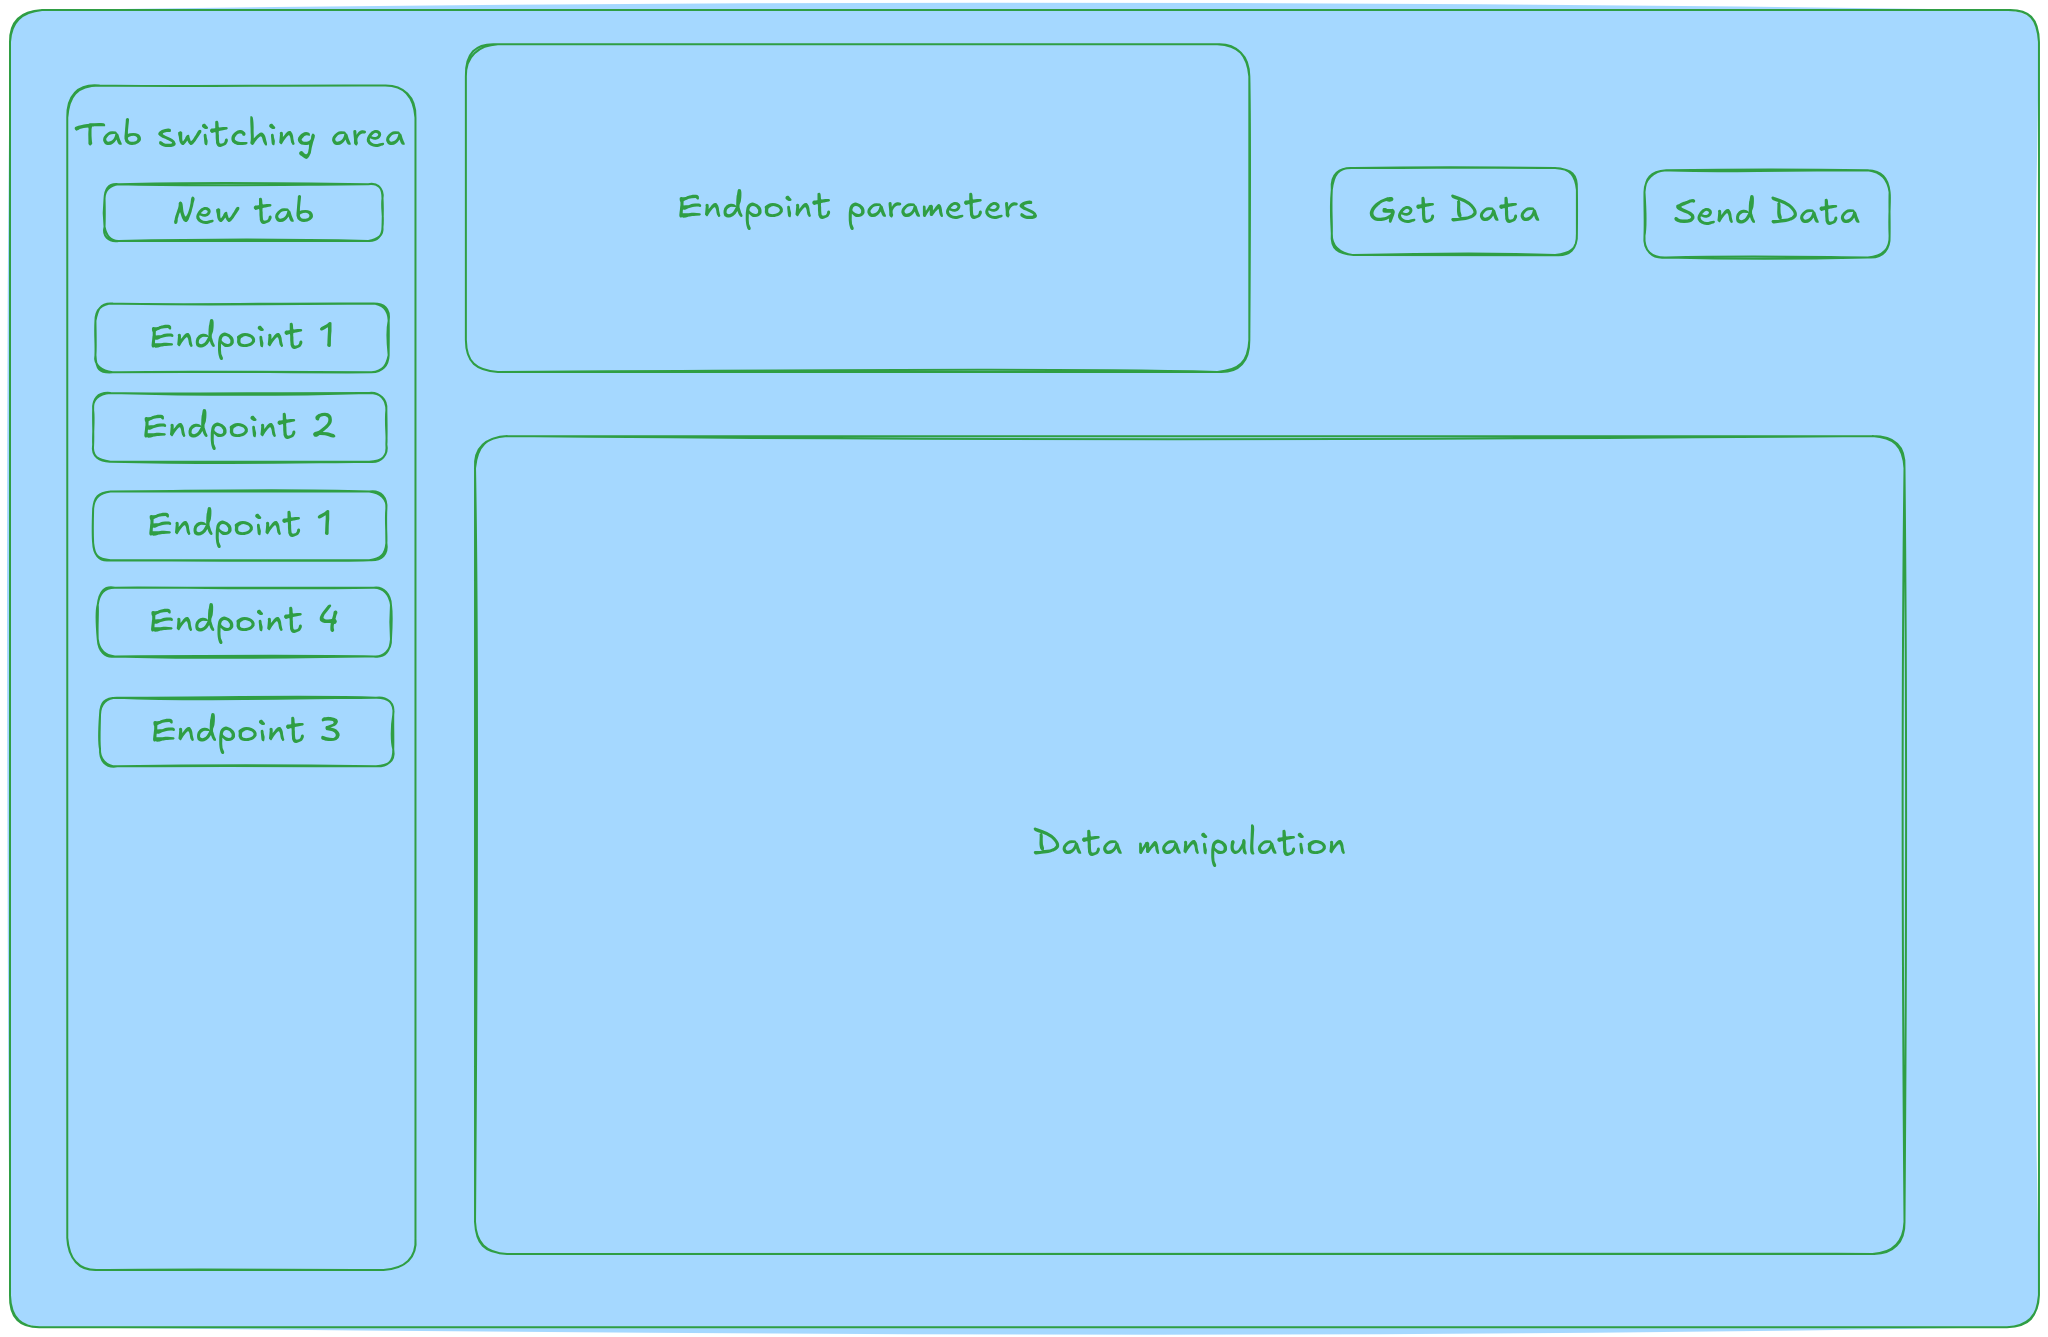 Tab switching area
New tab
Endpoint 1
Endpoint 2
Endpoint 1
Endpoint 4
Endpoint 3
Endpoint parameters
Get Data
Send Data
Data manipulation